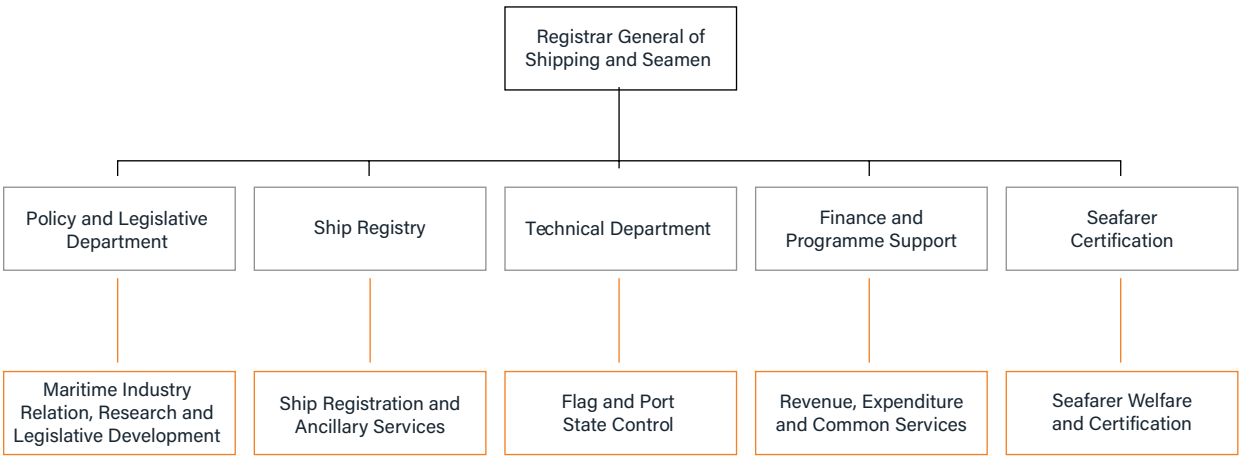 Registrar General of
Shipping and Seamen
Policy and Legislative
Department
Ship Registry
Technical Department
Finance and
Programme Support
Seafarer
Certification
Maritime Industry
Relation, Research and
Legislative Development
Ship Registration and
Ancillary Services
Flag and Port
State Control
Revenue, Expenditure
and Common Services
Seafarer Welfare
and Certification